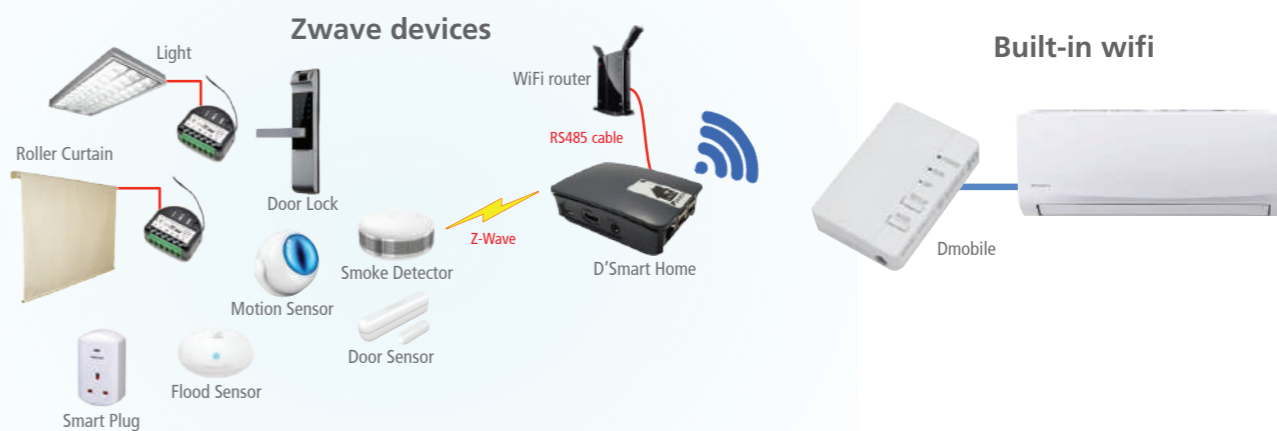 Zwave devices
Built-in wifi
Light
WiFi router
RS485 cable
Roller Curtain
Door Lock
Z-Wave
Smoke Detector
D'Smart Home
Dmobile
Motion Sensor
Door Sensor
Flood Sensor
Smart Plug